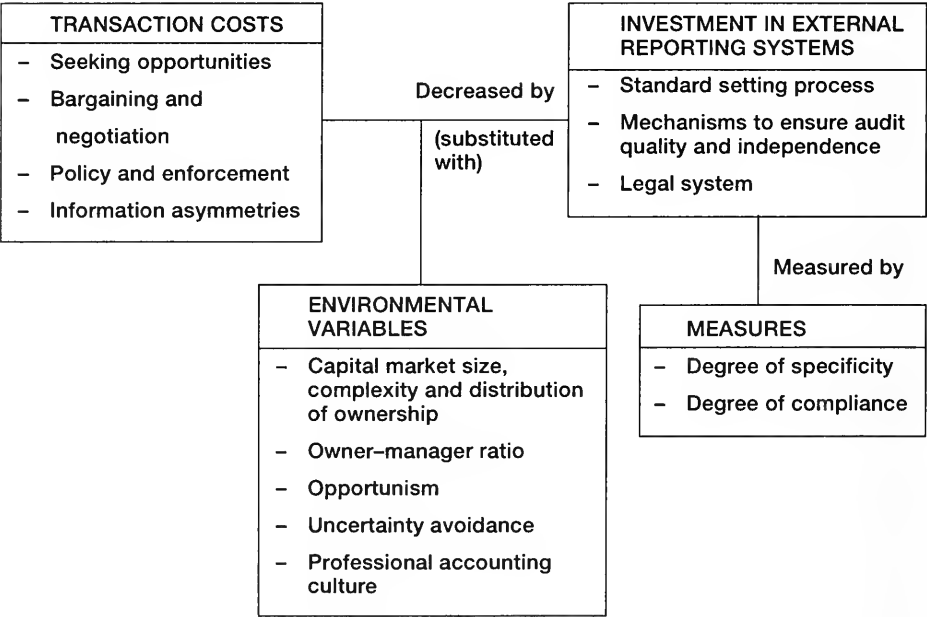 TRANSACTION COSTS
– Seeking opportunities
– Bargaining and
negotiation
– Policy and enforcement
– Information asymmetries
Decreased by
(substituted
with)
INVESTMENT IN EXTERNAL
REPORTING SYSTEMS
– Standard setting process
– Mechanisms to ensure audit
quality and independence
– Legal system
Measured by
ENVIRONMENTAL
VARIABLES
– Capital market size,
complexity and distribution
of ownership
– Owner–manager ratio
– Opportunism
– Uncertainty avoidance
– Professional accounting
culture
MEASURES
– Degree of specificity
– Degree of compliance